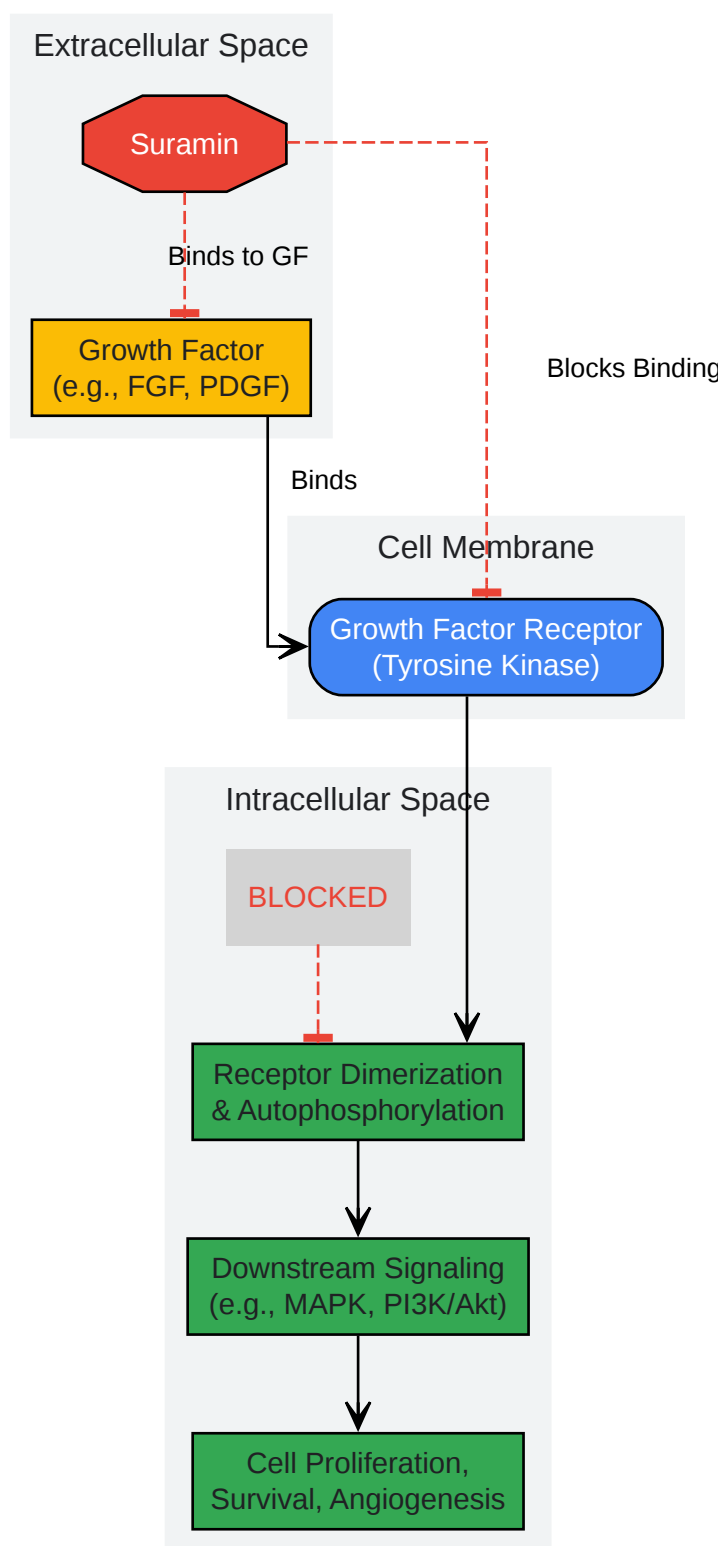 Extracellular Space
Suramin
Binds to GF
Growth Factor
(e.g., FGF, PDGF)
Blocks Binding
Binds
Cell Membrane
Growth Factor Receptor
(Tyrosine Kinase)
Intracellular Space
BLOCKED
Receptor Dimerization
& Autophosphorylation
Downstream Signaling
(e.g., MAPK, PI3K/Akt)
Cell Proliferation,
Survival, Angiogenesis